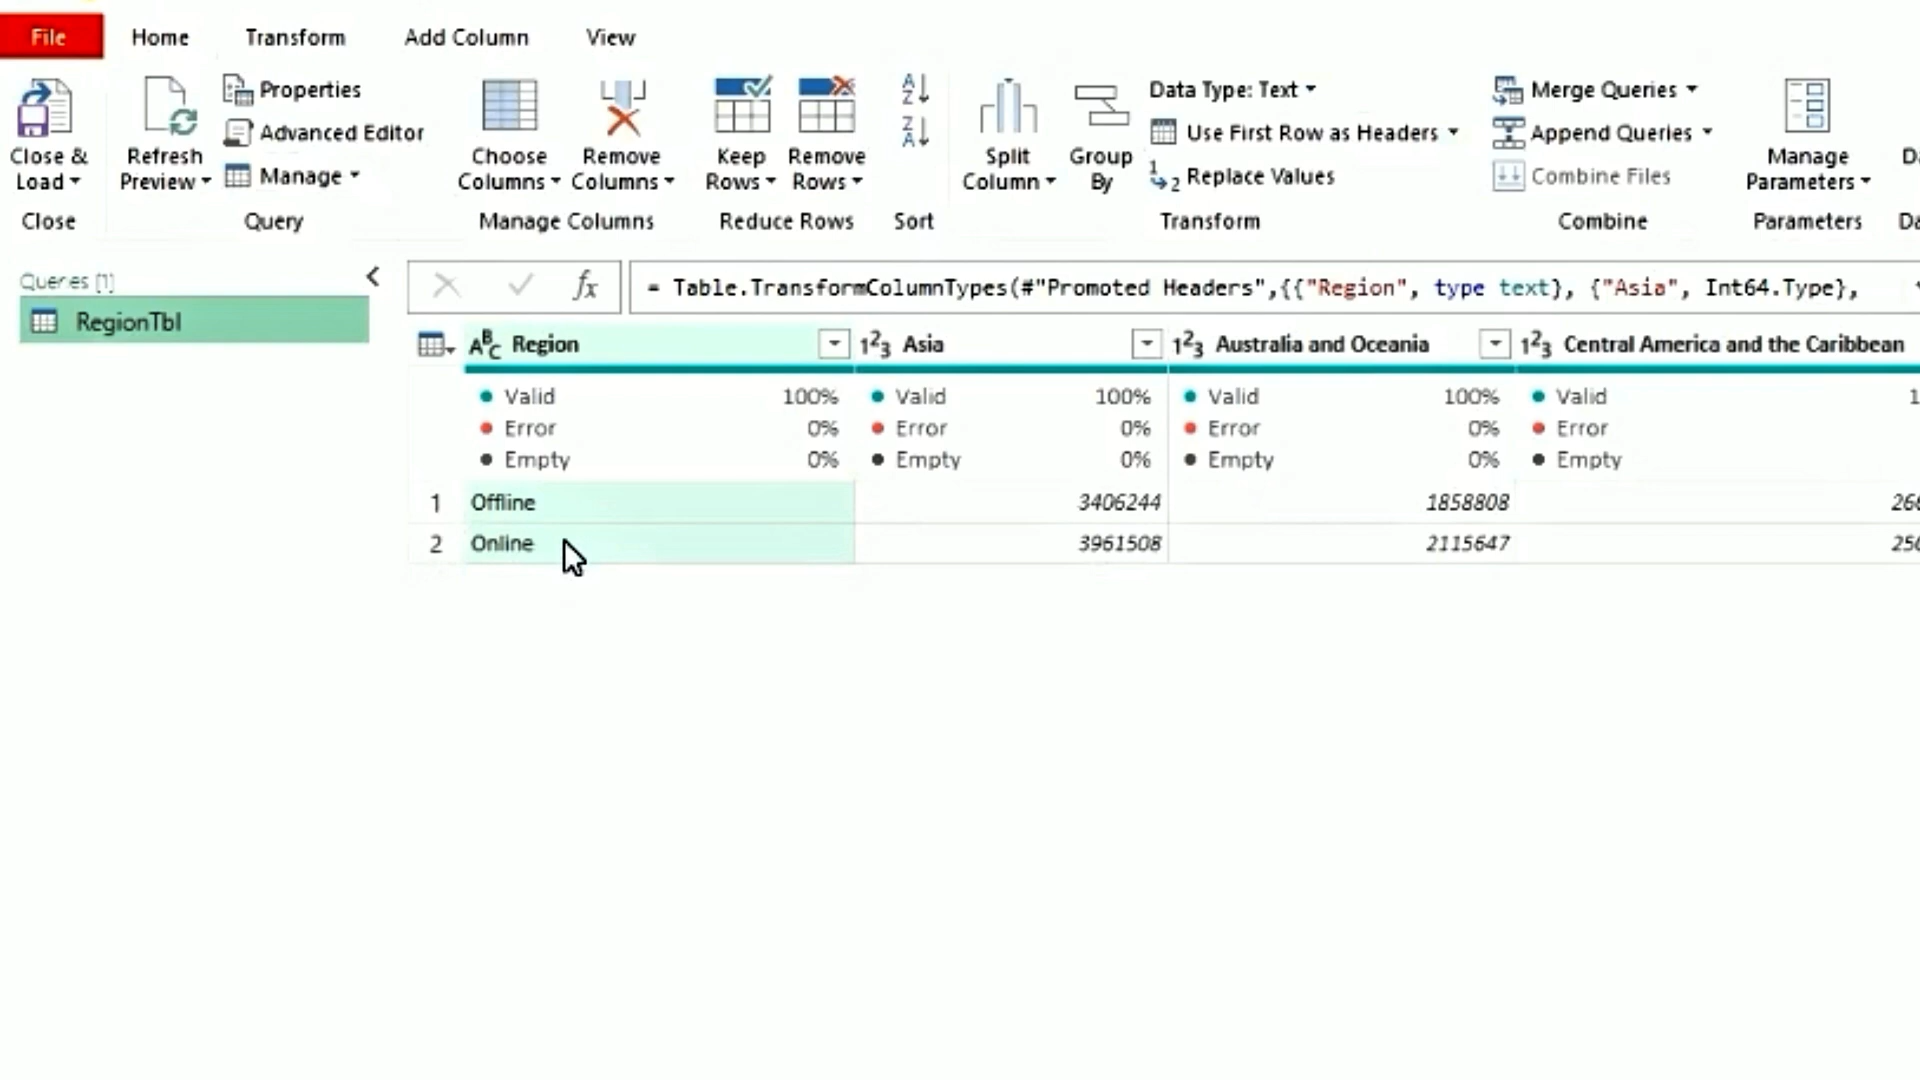 File Home Transform Add Column View
Properties
Advanced Editor
Manage
Close &
Load
Refresh
Preview
Choose
Columns
Remove
Columns
Keep
Rows
Remove
Rows
Split
Column
Group
By
Data Type: Text
Use First Row as Headers
Replace Values
Merge Queries
Append Queries
Combine Files
Manage
Parameters
Close Query Manage Columns Reduce Rows Sort Transform Combine Parameters
Queries [1]
RegionTbl
fx = Table.TransformColumnTypes(#"Promoted Headers",{{"Region", type text}, {"Asia", Int64.Type},
Region Asia Australia and Oceania Central America and the Caribbean
Valid 100% Valid 100% Valid 100% Valid
Error 0% Error 0% Error 0% Error
Empty 0% Empty 0% Empty 0% Empty
1 Offline 3406244 1858808
2 Online 3961508 2115647